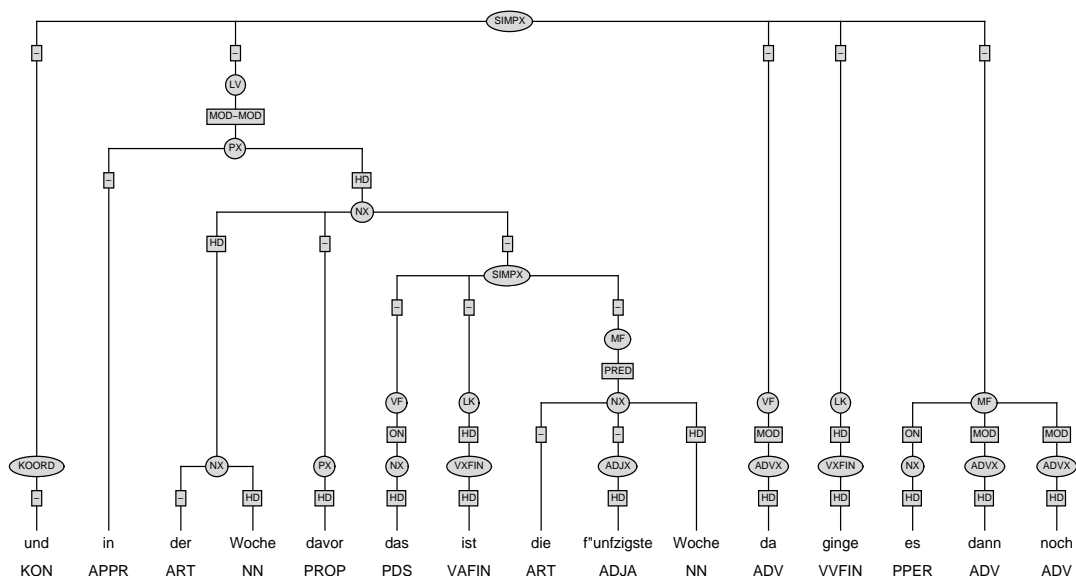 SIMPX
– – – – –
LV
MOD–MOD
PX
– HD
NX
HD – –
SIMPX
– – –
MF
PRED
VF LK NX VF LK MF
ON HD – – HD MOD HD ON MOD MOD
KOORD NX PX NX VXFIN ADJX ADVX VXFIN NX ADVX ADVX
– – HD HD HD HD HD HD HD HD HD HD
und in der Woche davor das ist die f"unfzigste Woche da ginge es dann noch
KON APPR ART NN PROP PDS VAFIN ART ADJA NN ADV VVFIN PPER ADV ADV